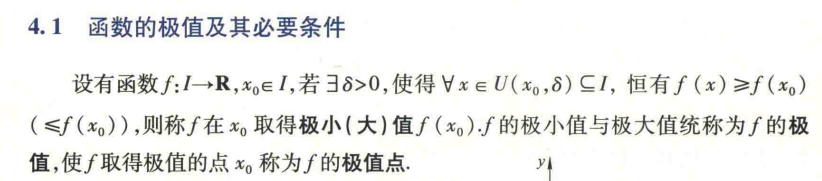 4.1 函数的极值及其必要条件
设有函数f:I→R,x₀∈I,若∃δ>0,使得∀x∈U(x₀,δ)⊆I, 恒有f(x)≥f(x₀)
(≤f(x₀)),则称f在x₀取得极小(大)值f(x₀).f的极小值与极大值统称为f的极
值,使f取得极值的点x₀称为f的极值点.
y